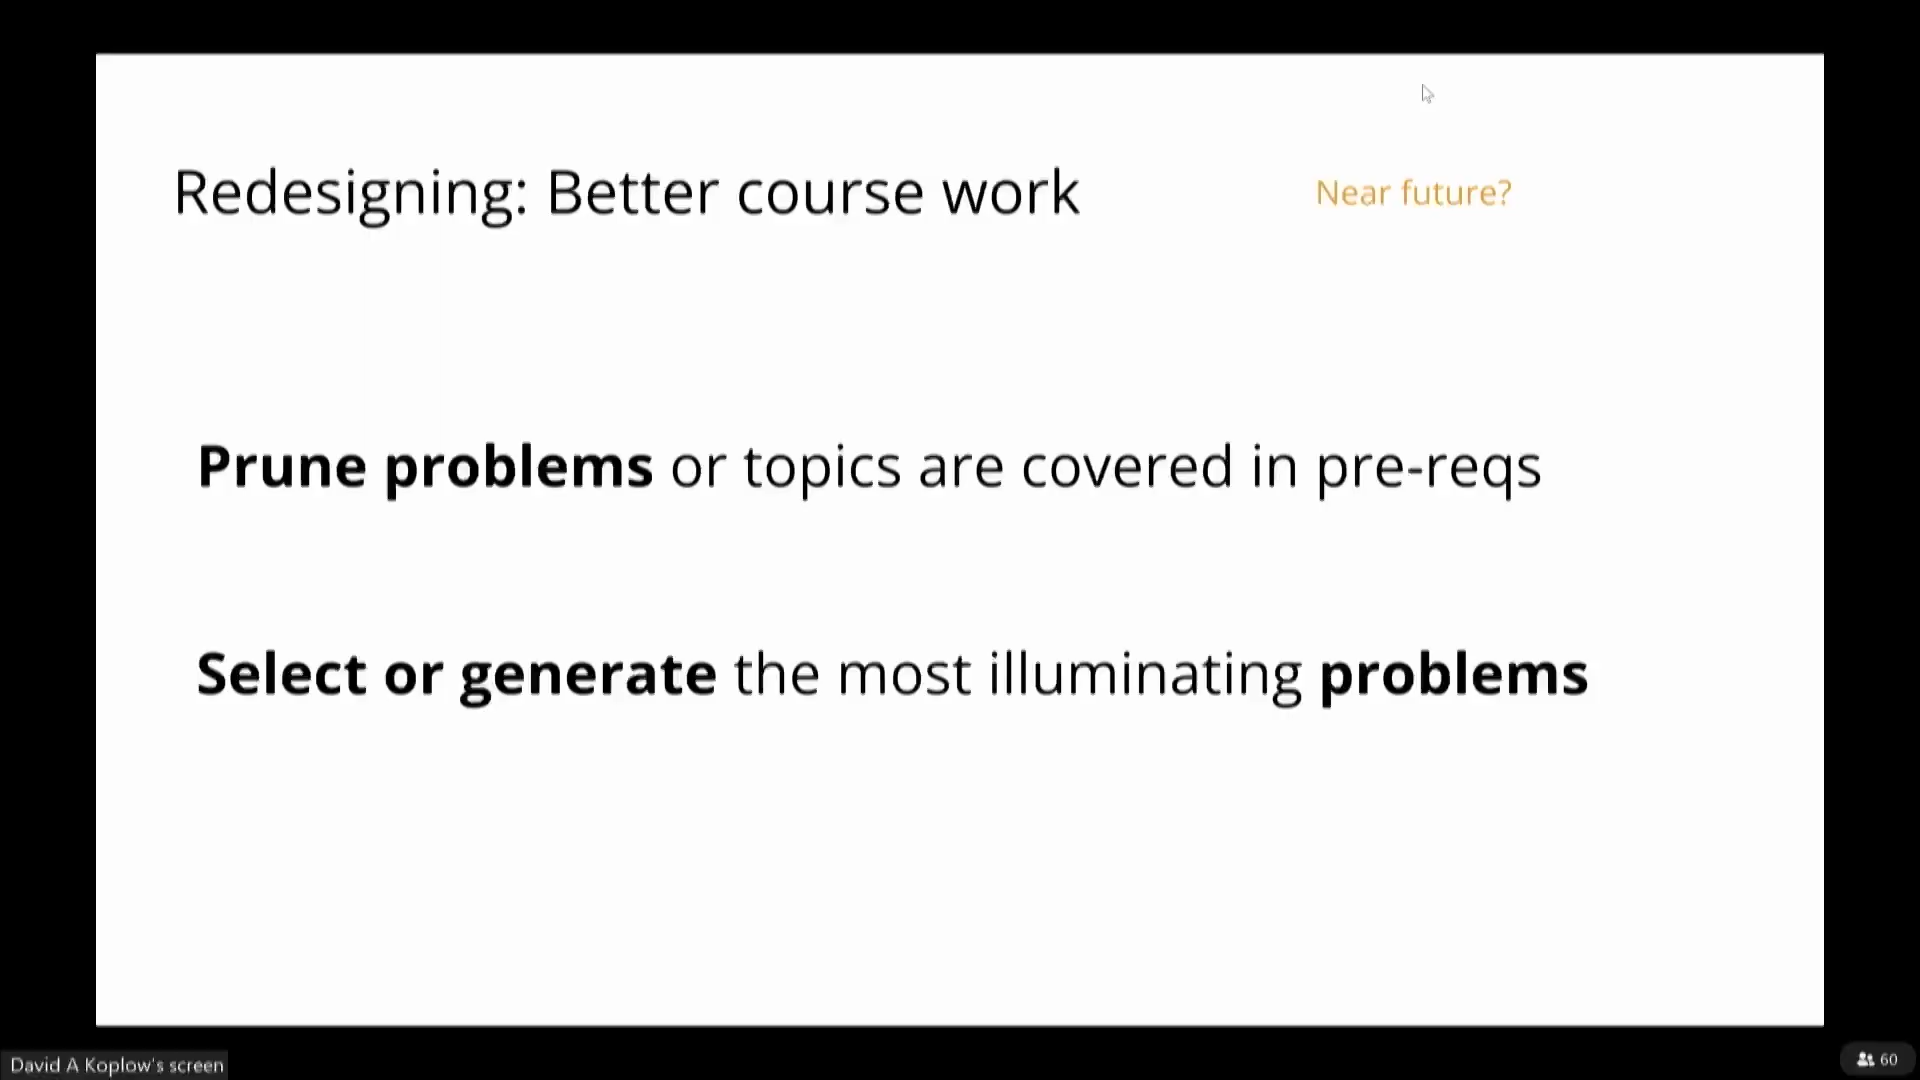 Redesigning: Better course work
Near future?
Prune problems or topics are covered in pre-reqs
Select or generate the most illuminating problems
David A Koplow's screen
60